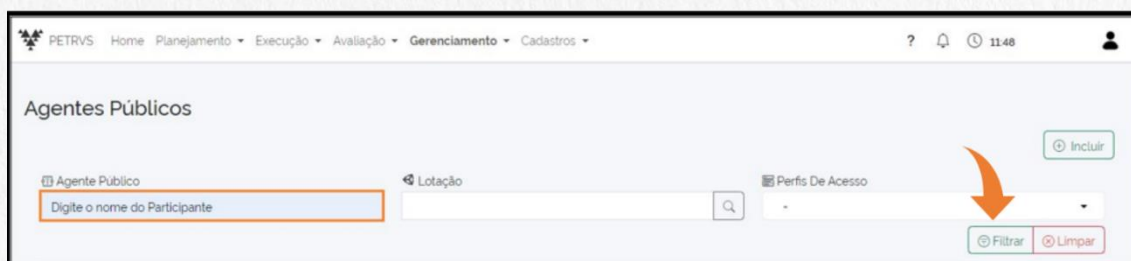 PETRVS Home Planejamento Execução Avaliação Gerenciamento Cadastros ? 11:48
Agentes Públicos
Incluir
Agente Público Lotação Perfis De Acesso
Digite o nome do Participante -
Filtrar Limpar